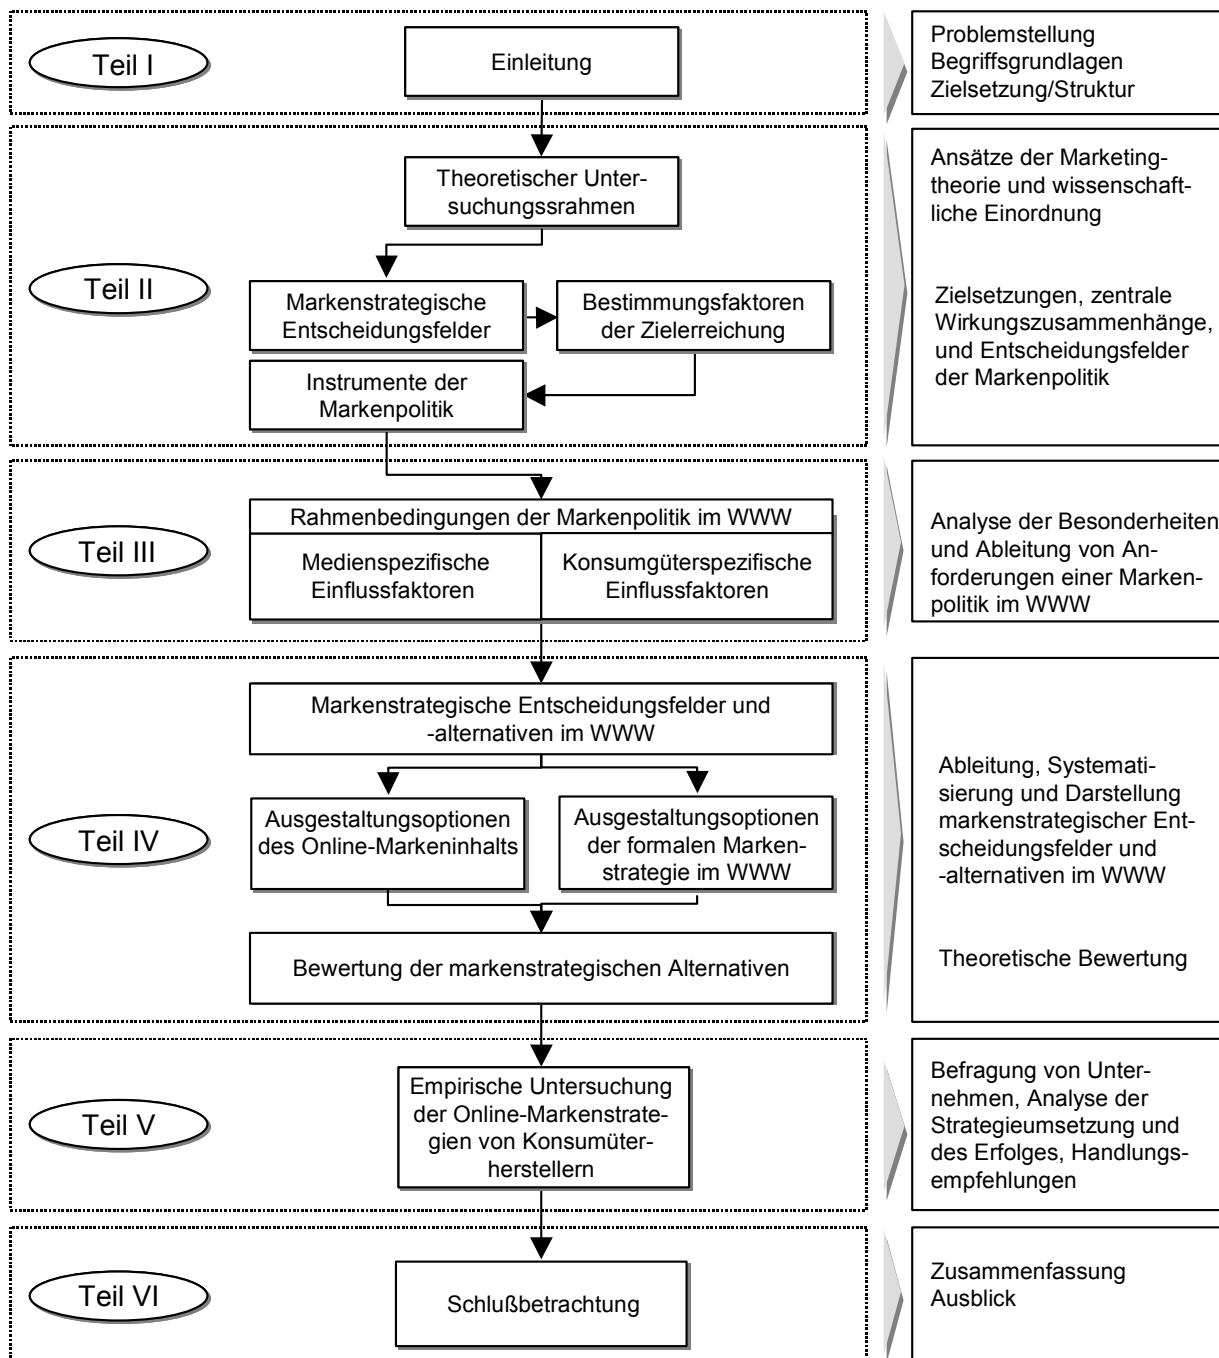 Teil I
Einleitung
Problemstellung
Begriffsgrundlagen
Zielsetzung/Struktur
Teil II
Theoretischer Unter-
suchungssrahmen
Markenstrategische
Entscheidungsfelder
Bestimmungsfaktoren
der Zielerreichung
Instrumente der
Markenpolitik
Ansätze der Marketing-
theorie und wissenschaft-
liche Einordnung
Zielsetzungen, zentrale
Wirkungszusammenhänge,
und Entscheidungsfelder
der Markenpolitik
Teil III
Rahmenbedingungen der Markenpolitik im WWW
Medienspezifische
Einflussfaktoren
Konsumgüterspezifische
Einflussfaktoren
Analyse der Besonderheiten
und Ableitung von An-
forderungen einer Marken-
politik im WWW
Teil IV
Markenstrategische Entscheidungsfelder und
-alternativen im WWW
Ausgestaltungsoptionen
des Online-Markeninhalts
Ausgestaltungsoptionen
der formalen Marken-
strategie im WWW
Bewertung der markenstrategischen Alternativen
Ableitung, Systemati-
sierung und Darstellung
markenstrategischer Ent-
scheidungsfelder und
-alternativen im WWW
Theoretische Bewertung
Teil V
Empirische Untersuchung
der Online-Markenstrate-
gien von Konsumüter-
herstellern
Befragung von Unter-
nehmen, Analyse der
Strategieumsetzung und
des Erfolges, Handlungs-
empfehlungen
Teil VI
Schlußbetrachtung
Zusammenfassung
Ausblick